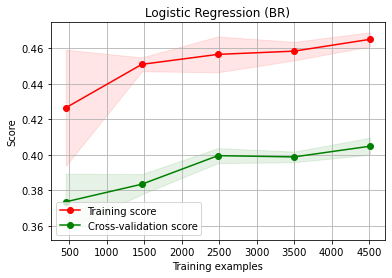 Logistic Regression (BR)
Score
0.46
0.44
0.42
0.40
0.38
0.36
Training score
Cross-validation score
500 1000 1500 2000 2500 3000 3500 4000 4500
Training examples